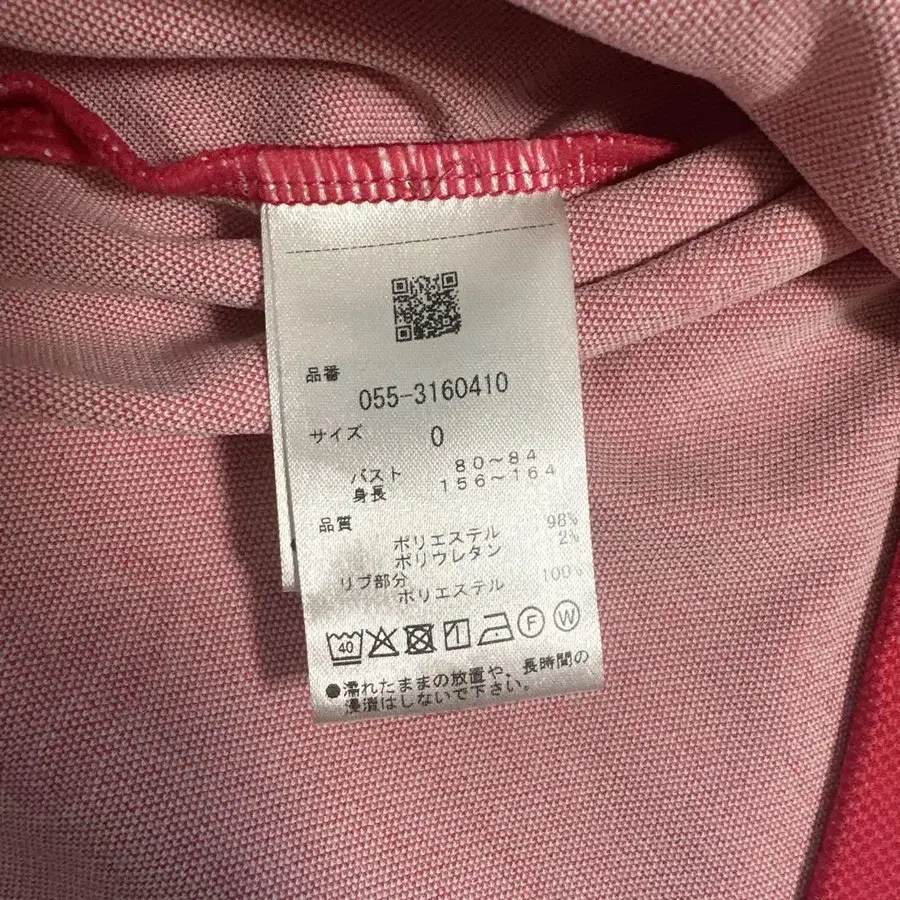 品番
055-3160410
サイズ
0
バスト 80～84
身長 156～164
品質
ポリエステル 98%
ポリウレタン 2%
リブ部分
ポリエステル 100%
40 F W
●濡れたままの放置や、長時間の
浸漬はしないで下さい。